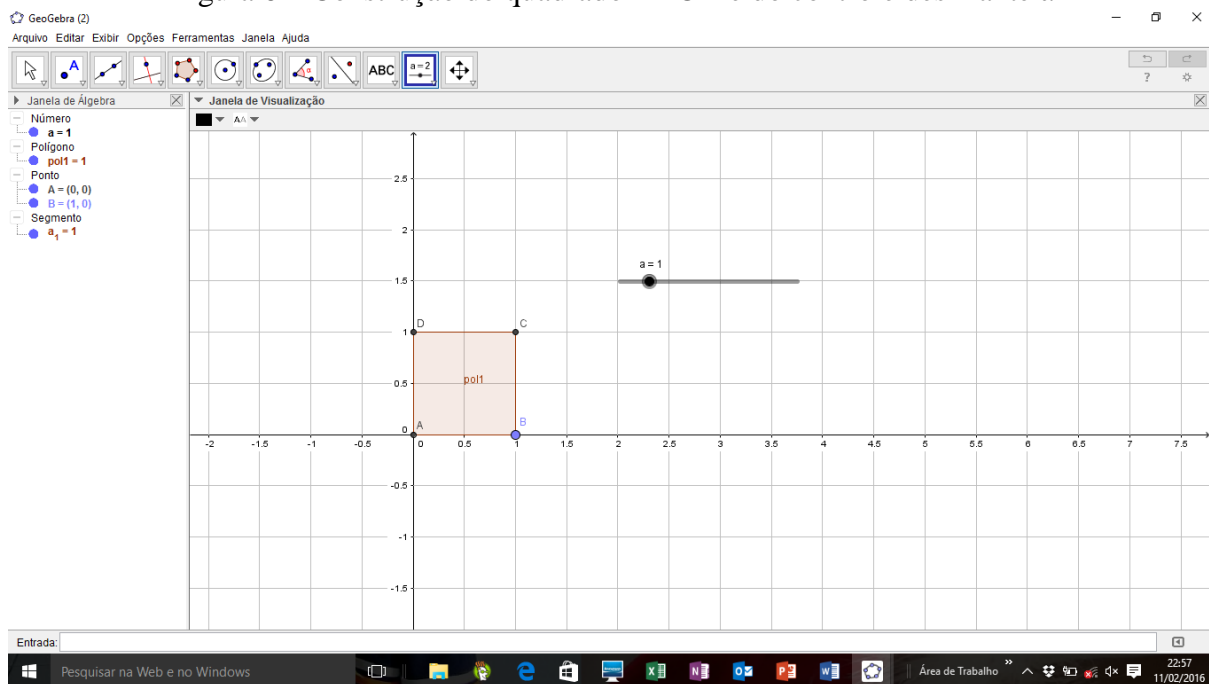 GeoGebra (2)
Arquivo Editar Exibir Opções Ferramentas Janela Ajuda
A
α
ABC
a = 2
?
Janela de Álgebra
Janela de Visualização
Número
a = 1
Polígono
pol1 = 1
Ponto
A = (0, 0)
B = (1, 0)
Segmento
a₁ = 1
AA
2.5
2
a = 1
1.5
D
C
1
pol1
0.5
A
B
0
-2 -1.5 -1 -0.5 0 0.5 1 1.5 2 2.5 3 3.5 4 4.5 5 5.5 6 6.5 7 7.5
-0.5
-1
-1.5
Entrada:
Pesquisar na Web e no Windows
Área de Trabalho
22:57
11/02/2016